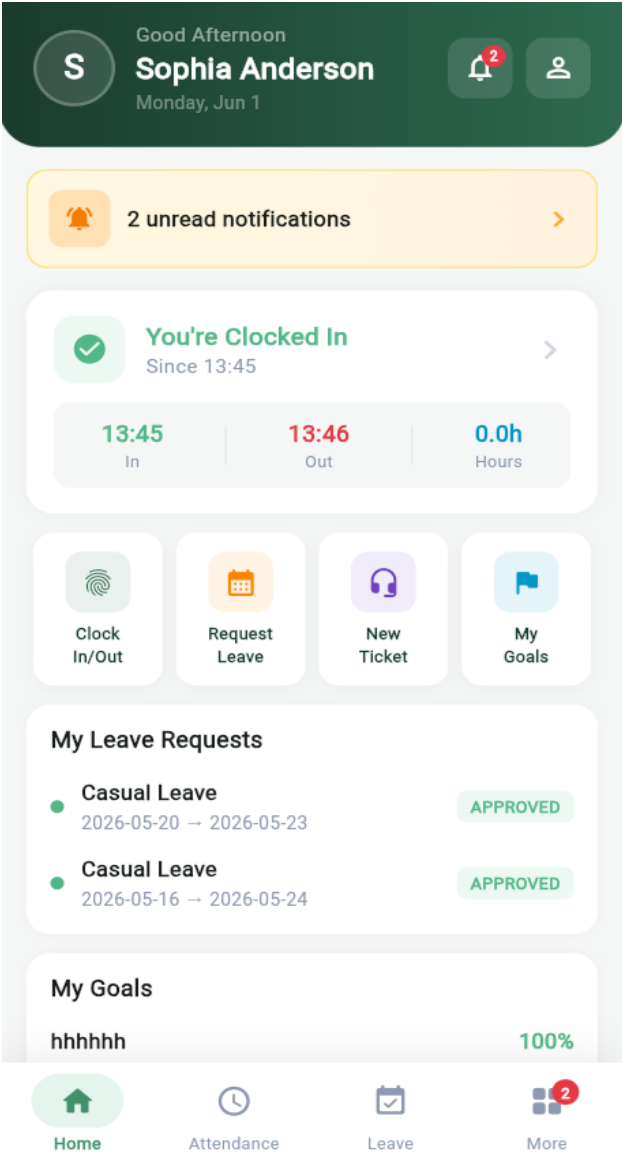 Good Afternoon
S
Sophia Anderson
2
Monday, Jun 1
2 unread notifications
You're Clocked In
Since 13:45
13:45
13:46
0.0h
In
Out
Hours
Clock
In/Out
Request
Leave
New
Ticket
My
Goals
My Leave Requests
Casual Leave
2026-05-20 → 2026-05-23
APPROVED
Casual Leave
2026-05-16 → 2026-05-24
APPROVED
My Goals
hhhhhh
100%
2
Home
Attendance
Leave
More